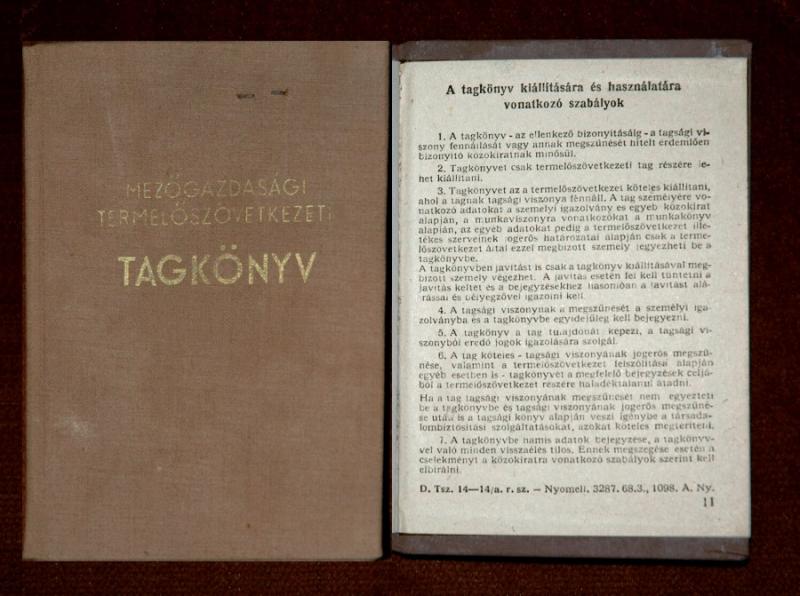 MEZŐGAZDASÁGI
TERMELŐSZÖVETKEZETI
TAGKÖNYV
A tagkönyv kiállítására és használatára
vonatkozó szabályok
1. A tagkönyv - az ellenkező bizonyításáig - a tagsági vi-
szony fennállását vagy annak megszűnését hitelt érdemlően
bizonyító közokiratnak minősül.
2. Tagkönyvet csak termelőszövetkezeti tag részére le-
het kiállítani.
3. Tagkönyvet az a termelőszövetkezet köteles kiállítani,
ahol a tagnak tagsági viszonya fennáll. A tag személyére vo-
natkozó adatokat a személyi igazolvány és egyéb közokirat
alapján, a munkaviszonyra vonatkozókat a munkakönyv
alapján, az egyéb adatokat pedig a termelőszövetkezet ille-
tékes szerveinek jogerős határozatai alapján csak a terme-
lőszövetkezet által ezzel megbízott személy jegyezheti be a
tagkönyvbe.
A tagkönyvben javítást is csak a tagkönyv kiállításával meg-
bízott személy végezhet. A javítás esetén fel kell tüntetni a
javítás keltét és a bejegyzésekhez hasonlóan a javítást alá-
írással és bélyegzővel igazolni kell.
4. A tagsági viszonynak a megszűnését a személyi iga-
zolványba és a tagkönyvbe egyidejűleg kell bejegyezni.
5. A tagkönyv a tag tulajdonát képezi, a tagsági vi-
szonyból eredő jogok igazolására szolgál.
6. A tag köteles - tagsági viszonyának jogerős megszű-
nése, valamint a termelőszövetkezet felszólítása alapján
egyéb esetben is - tagkönyvét a megfelelő bejegyzések céljá-
ból a termelőszövetkezet részére haladéktalanul átadni.
Ha a tag tagsági viszonyának megszűnését nem egyezteti
be a tagkönyvbe és tagsági viszonyának jogerős megszűné-
se után is a tagsági könyv alapján veszi igénybe a társada-
lombiztosítási szolgáltatásokat, azokat köteles megtéríteni.
7. A tagkönyvbe hamis adatok bejegyzése, a tagkönyv-
vel való minden visszaélés tilos. Ennek megszegése esetén a
cselekményt a közokiratra vonatkozó szabályok szerint kell
elbírálni.
D. Tsz. 14—14/a. r. sz. — Nyomell. 3287. 68.3., 1098. A. Ny.
11